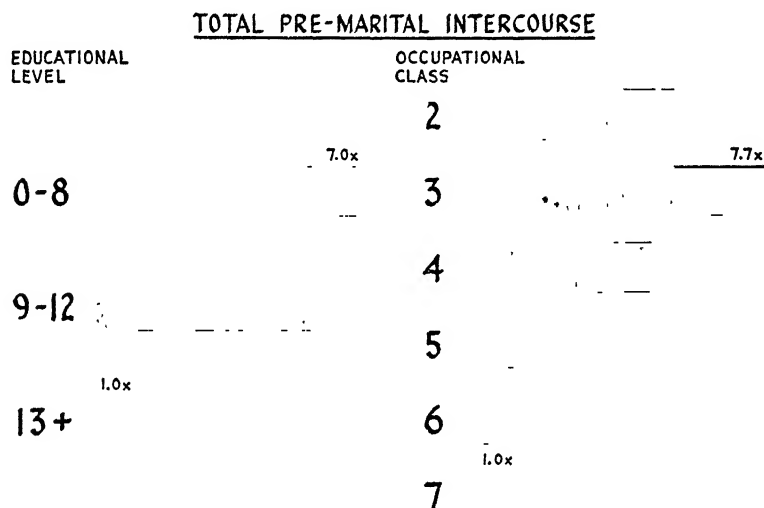 TOTAL PRE-MARITAL INTERCOURSE
EDUCATIONAL
LEVEL
7.0x
0-8
9-12
1.0x
13+
OCCUPATIONAL
CLASS
2
7.7x
3
4
5
6
1.0x
7